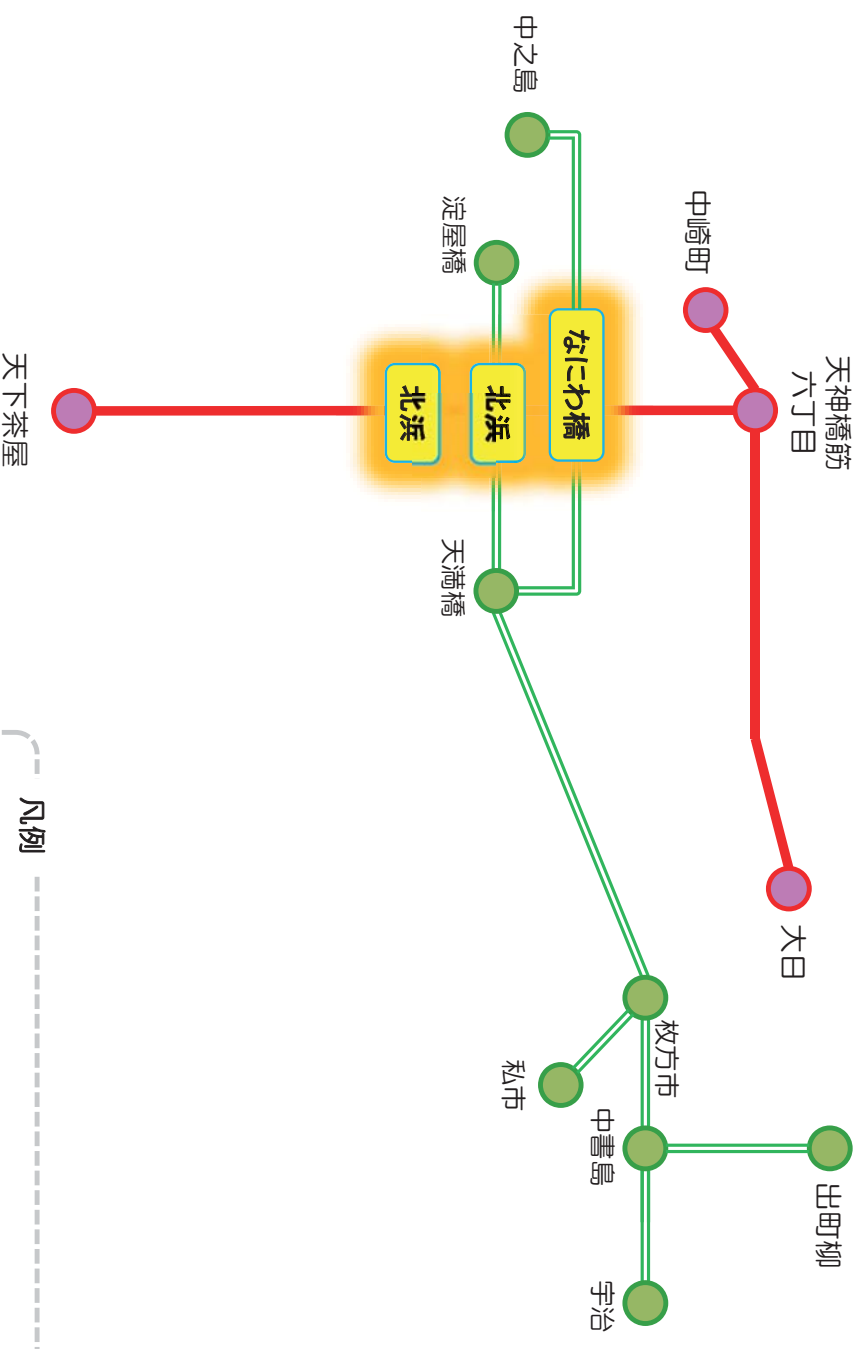 天神橋筋
六丁目
大日
出町柳
中崎町
枚方市
中書島
宇治
なにわ橋
中之島
私市
北浜
淀屋橋
天満橋
北浜
凡例
天下茶屋